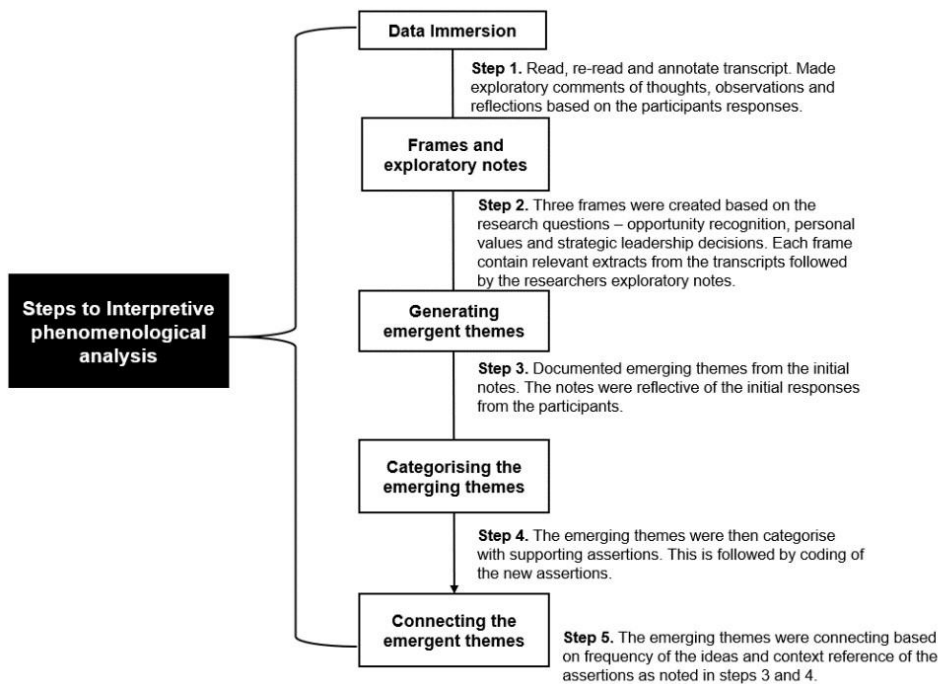 Data Immersion
Step 1. Read, re-read and annotate transcript. Made
exploratory comments of thoughts, observations and
reflections based on the participants responses.
Frames and
exploratory notes
Step 2. Three frames were created based on the
research questions – opportunity recognition, personal
values and strategic leadership decisions. Each frame
contain relevant extracts from the transcripts followed
by the researchers exploratory notes.
Steps to Interpretive
phenomenological
analysis
Generating
emergent themes
Step 3. Documented emerging themes from the initial
notes. The notes were reflective of the initial responses
from the participants.
Categorising the
emerging themes
Step 4. The emerging themes were then categorise
with supporting assertions. This is followed by coding of
the new assertions.
Connecting the
emergent themes
Step 5. The emerging themes were connecting based
on frequency of the ideas and context reference of the
assertions as noted in steps 3 and 4.